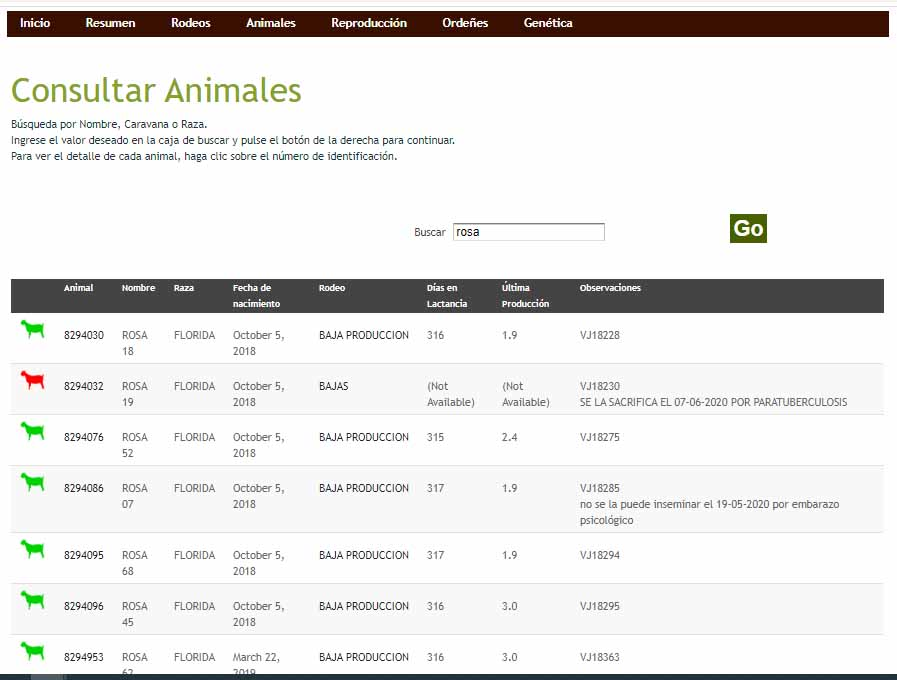 Inicio Resumen Rodeos Animales Reproducción Ordeñes Genética
Consultar Animales
Búsqueda por Nombre, Caravana o Raza.
Ingrese el valor deseado en la caja de buscar y pulse el botón de la derecha para continuar.
Para ver el detalle de cada animal, haga clic sobre el número de identificación.
Buscar rosa Go
Animal Nombre Raza Fecha de Rodeo Días en Última Observaciones
nacimiento Lactancia Producción
8294030 ROSA FLORIDA October 5, BAJA PRODUCCION 316 1.9 VJ18228
18 2018
8294032 ROSA FLORIDA October 5, BAJAS (Not (Not VJ18230
19 2018 Available) Available) SE LA SACRIFICA EL 07-06-2020 POR PARATUBERCULOSIS
8294076 ROSA FLORIDA October 5, BAJA PRODUCCION 315 2.4 VJ18275
52 2018
8294086 ROSA FLORIDA October 5, BAJA PRODUCCION 317 1.9 VJ18285
07 2018 no se la puede inseminar el 19-05-2020 por embarazo
psicológico
8294095 ROSA FLORIDA October 5, BAJA PRODUCCION 317 1.9 VJ18294
68 2018
8294096 ROSA FLORIDA October 5, BAJA PRODUCCION 316 3.0 VJ18295
45 2018
8294953 ROSA FLORIDA March 22, BAJA PRODUCCION 316 3.0 VJ18363
62 2019